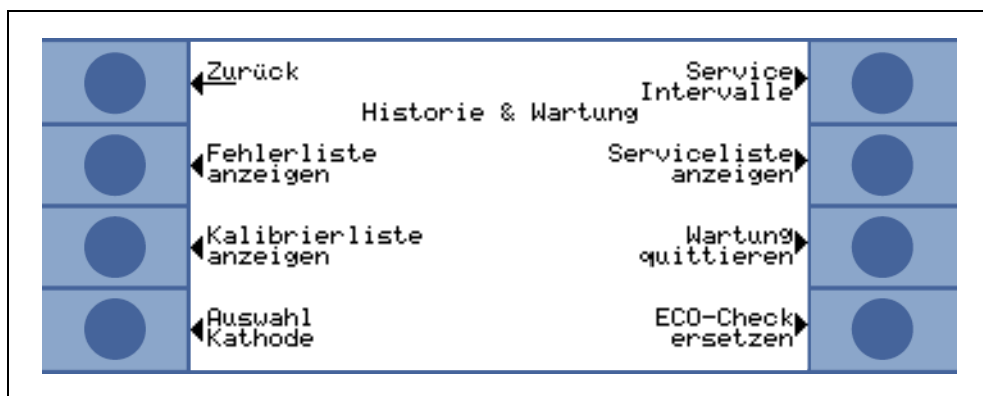 Zurück
Service
Intervalle
Historie & Wartung
Fehlerliste
anzeigen
Serviceliste
anzeigen
Kalibrierliste
anzeigen
Wartung
quittieren
Auswahl
Kathode
ECO-Check
ersetzen